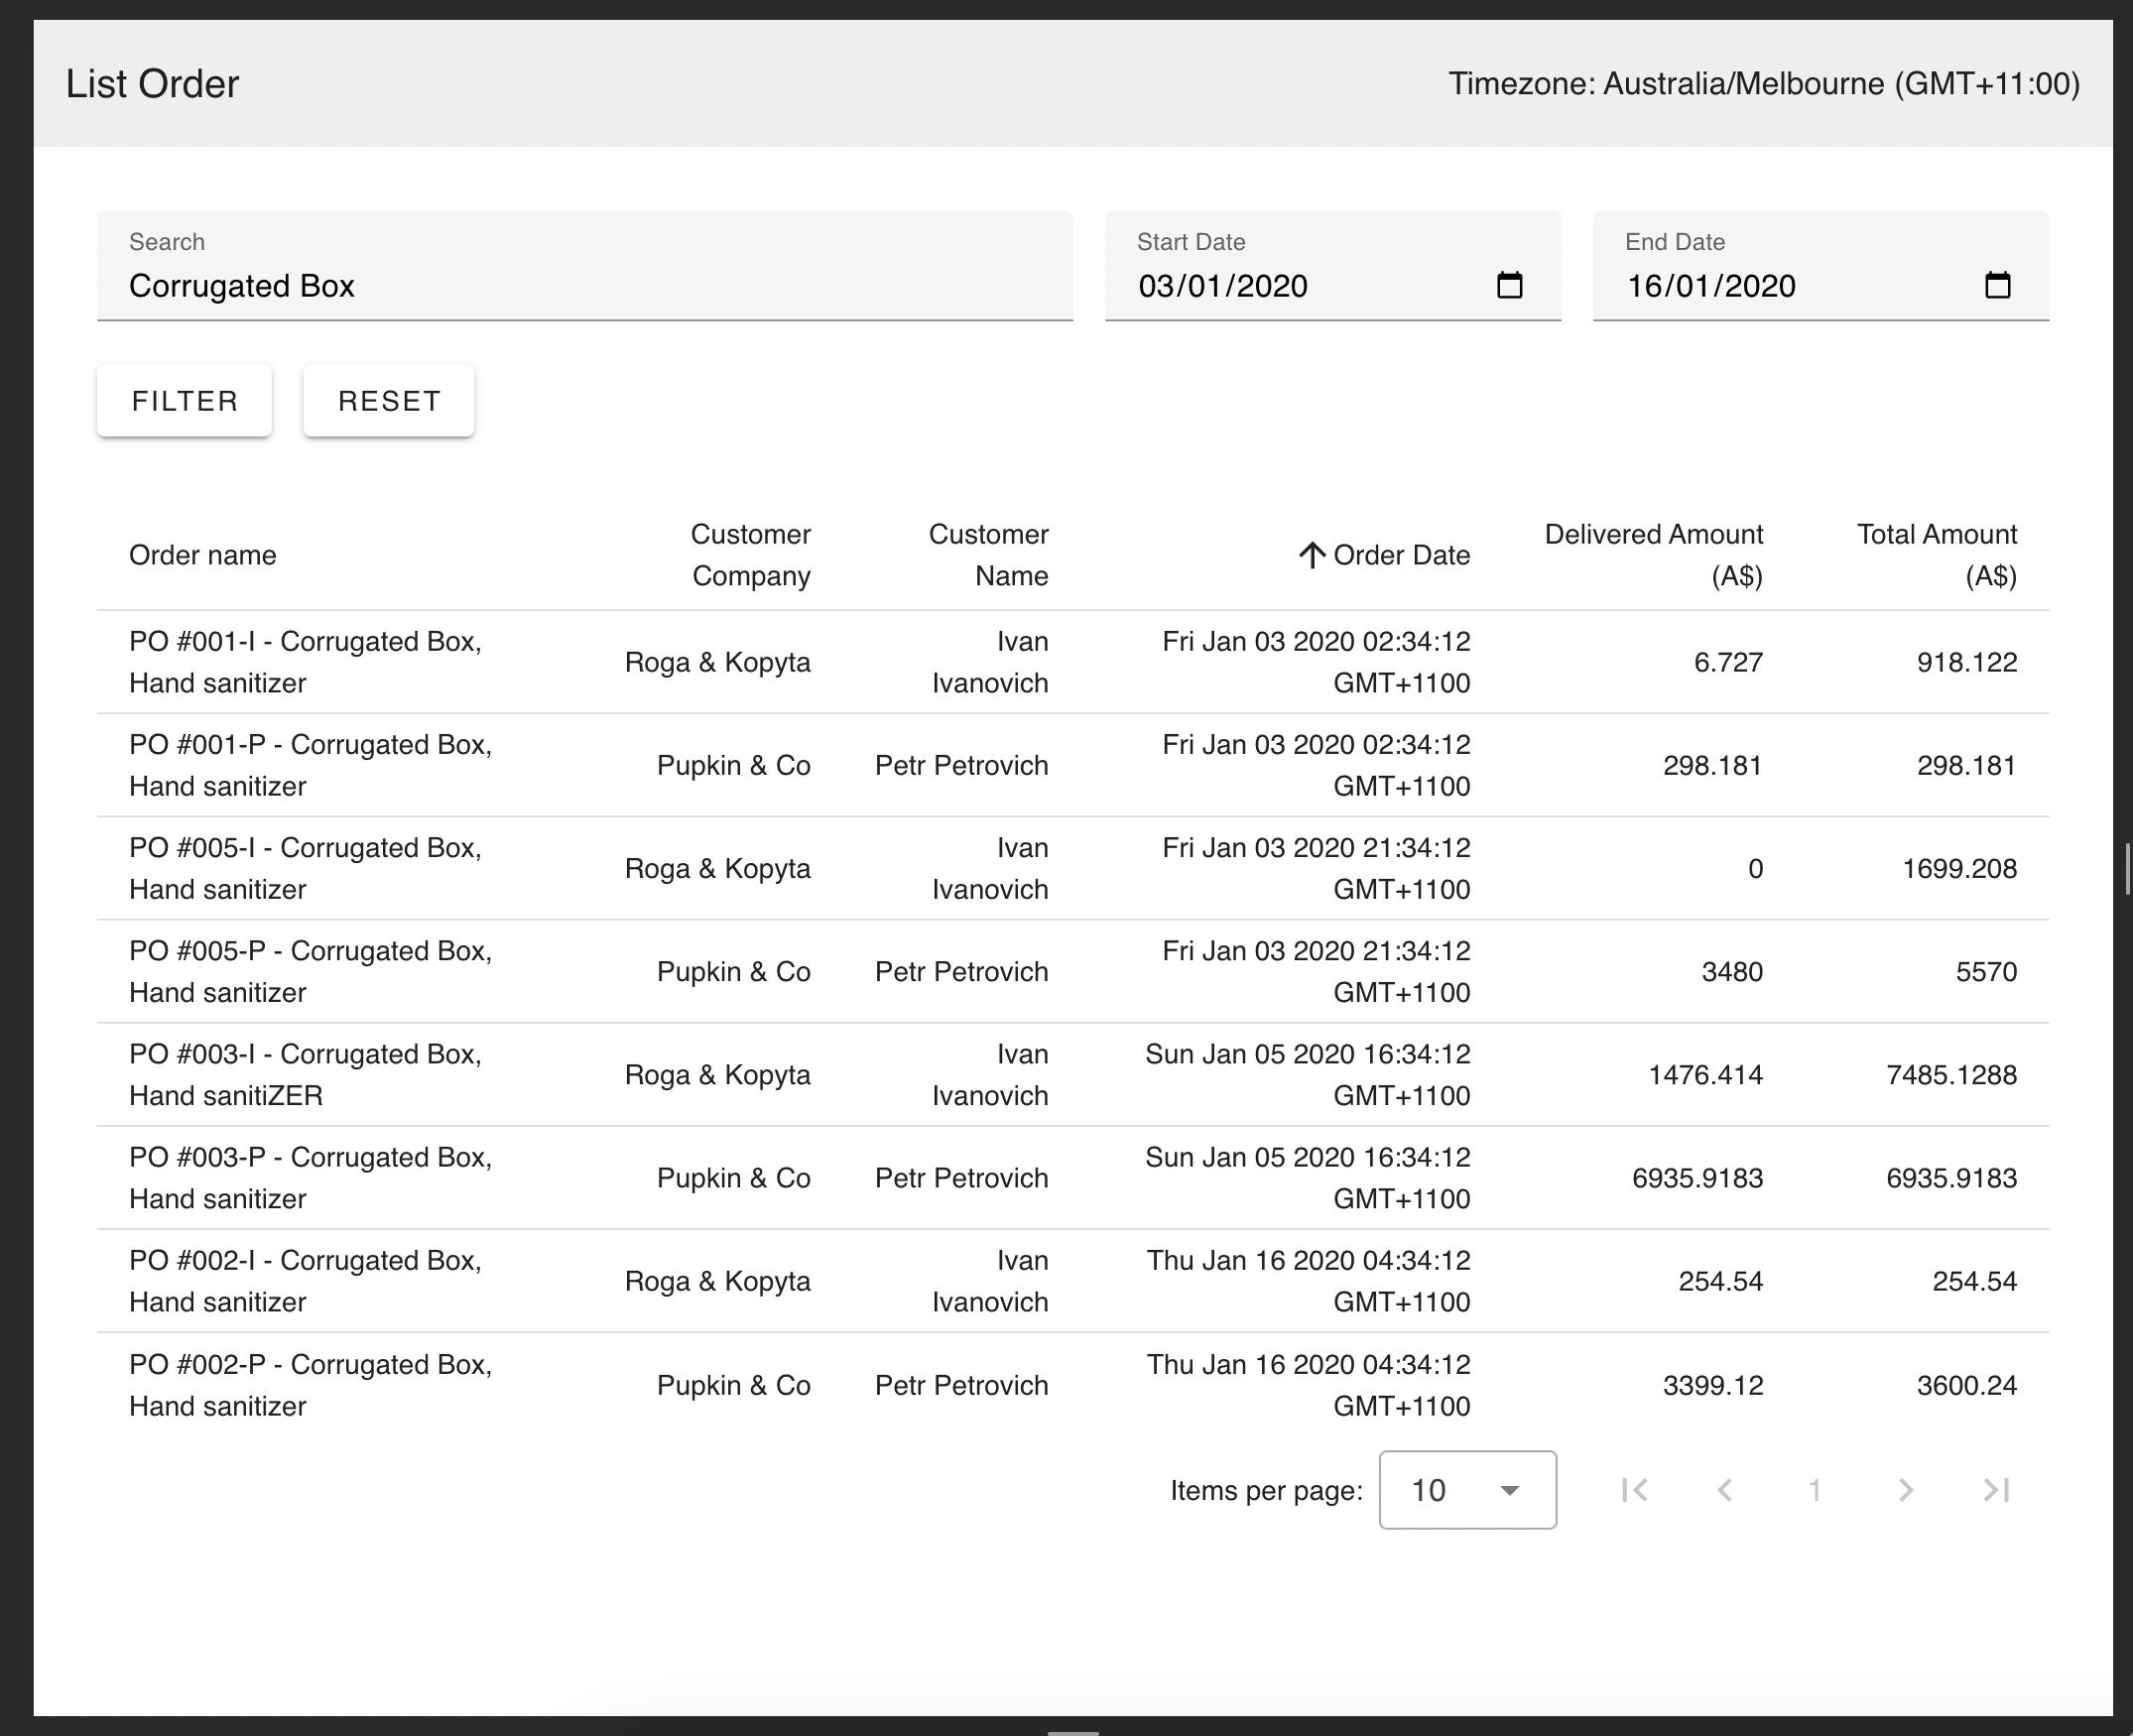 List Order
Timezone: Australia/Melbourne (GMT+11:00)
Search
Corrugated Box
Start Date
03/01/2020
End Date
16/01/2020
FILTER
RESET
Order name
Customer
Company
Customer
Name
Order Date
Delivered Amount
(A$)
Total Amount
(A$)
PO #001-I - Corrugated Box,
Hand sanitizer
Roga & Kopyta
Ivan
Ivanovich
Fri Jan 03 2020 02:34:12
GMT+1100
6.727
918.122
PO #001-P - Corrugated Box,
Hand sanitizer
Pupkin & Co
Petr Petrovich
Fri Jan 03 2020 02:34:12
GMT+1100
298.181
298.181
PO #005-I - Corrugated Box,
Hand sanitizer
Roga & Kopyta
Ivan
Ivanovich
Fri Jan 03 2020 21:34:12
GMT+1100
0
1699.208
PO #005-P - Corrugated Box,
Hand sanitizer
Pupkin & Co
Petr Petrovich
Fri Jan 03 2020 21:34:12
GMT+1100
3480
5570
PO #003-I - Corrugated Box,
Hand sanitiZER
Roga & Kopyta
Ivan
Ivanovich
Sun Jan 05 2020 16:34:12
GMT+1100
1476.414
7485.1288
PO #003-P - Corrugated Box,
Hand sanitizer
Pupkin & Co
Petr Petrovich
Sun Jan 05 2020 16:34:12
GMT+1100
6935.9183
6935.9183
PO #002-I - Corrugated Box,
Hand sanitizer
Roga & Kopyta
Ivan
Ivanovich
Thu Jan 16 2020 04:34:12
GMT+1100
254.54
254.54
PO #002-P - Corrugated Box,
Hand sanitizer
Pupkin & Co
Petr Petrovich
Thu Jan 16 2020 04:34:12
GMT+1100
3399.12
3600.24
Items per page:
10
1